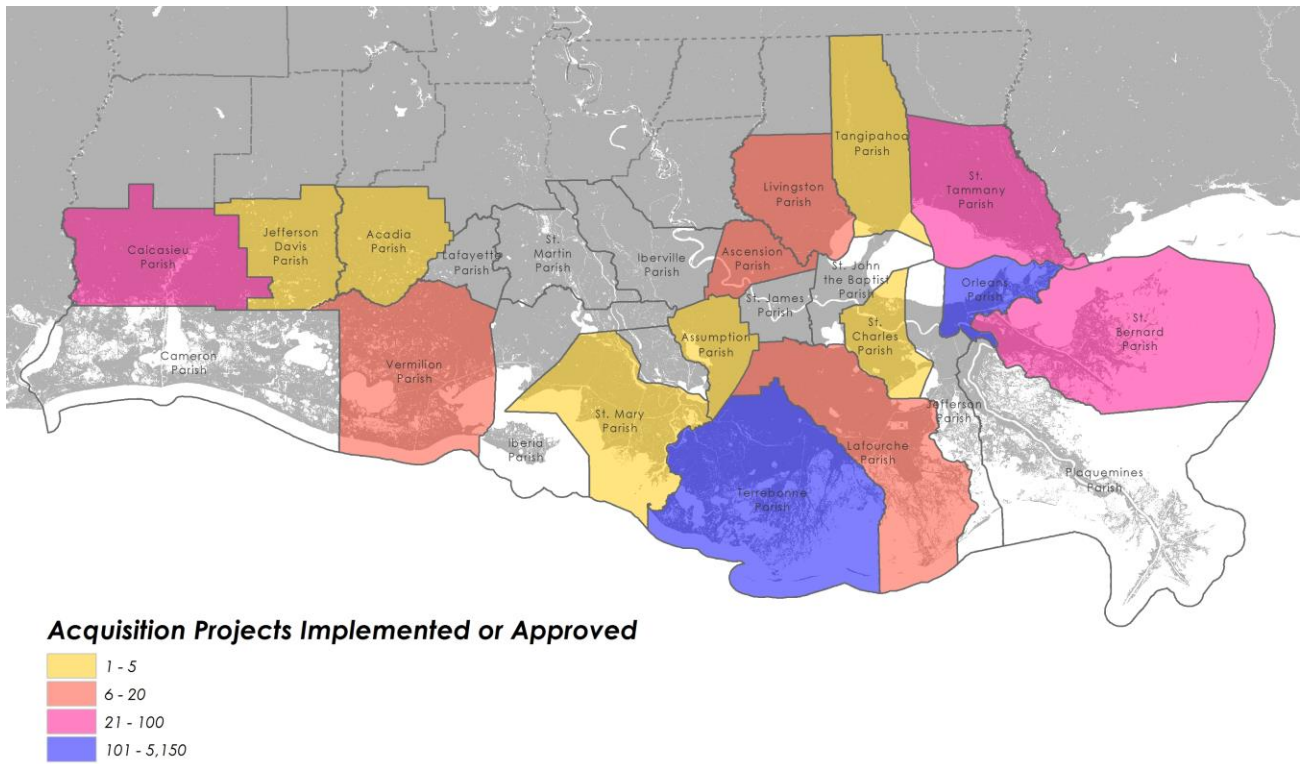 Tangipahoa
Parish
St.
Tammany
Parish
Livingston
Parish
Calcasieu
Parish
Jefferson
Davis
Parish
Acadia
Parish
Lafayette
Parish
St.
Martin
Parish
Iberville
Parish
Ascension
Parish
St. John
the Baptist
Parish
St. James
Parish
Orleans
Parish
St.
Bernard
Parish
Assumption
Parish
St.
Charles
Parish
Cameron
Parish
Vermilion
Parish
St. Mary
Parish
Iberia
Parish
Jefferson
Parish
Lafourche
Parish
Terrebonne
Parish
Plaquemines
Parish
Acquisition Projects Implemented or Approved
1 - 5
6 - 20
21 - 100
101 - 5,150